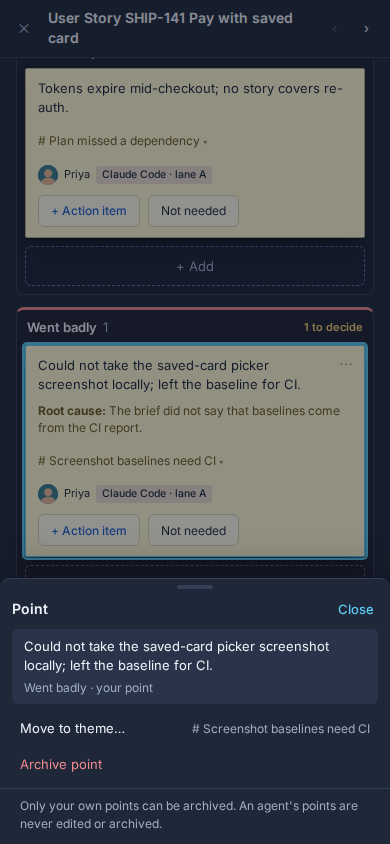 User Story SHIP-141 Pay with saved
card
Tokens expire mid-checkout; no story covers re-
auth.
# Plan missed a dependency
Priya Claude Code · lane A
+ Action item Not needed
+ Add
Went badly 1 1 to decide
Could not take the saved-card picker ...
screenshot locally; left the baseline for CI.
Root cause: The brief did not say that baselines come
from the CI report.
# Screenshot baselines need CI
Priya Claude Code · lane A
+ Action item Not needed
Point Close
Could not take the saved-card picker screenshot
locally; left the baseline for CI.
Went badly · your point
Move to theme... # Screenshot baselines need CI
Archive point
Only your own points can be archived. An agent's points are
never edited or archived.